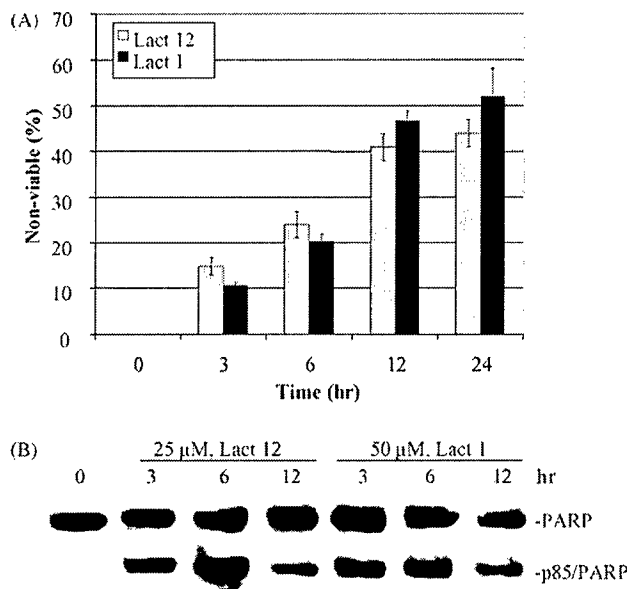 (A)
70
60
50
40
30
20
10
0
Non-viable (%)
Lact 12
Lact 1
0 3 6 12 24
Time (hr)
(B)
25 μM, Lact 12 50 μM, Lact 1
0 3 6 12 3 6 12 hr
-PARP
-p85/PARP